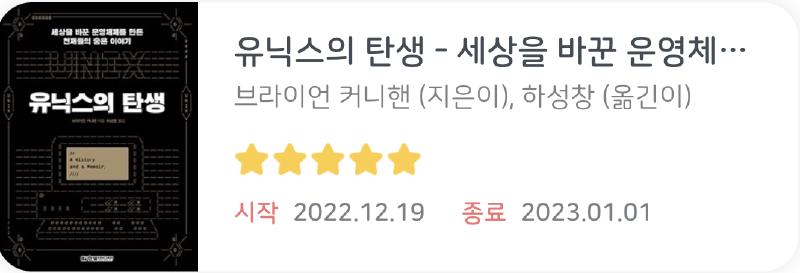 세상을 바꾼 운영체제를 만든
천재들의 숨은 이야기
UNIX
유닉스의 탄생
A History
and a Memoir
유닉스의 탄생 - 세상을 바꾼 운영체…
브라이언 커니핸 (지은이), 하성창 (옮긴이)
시작 2022.12.19 종료 2023.01.01